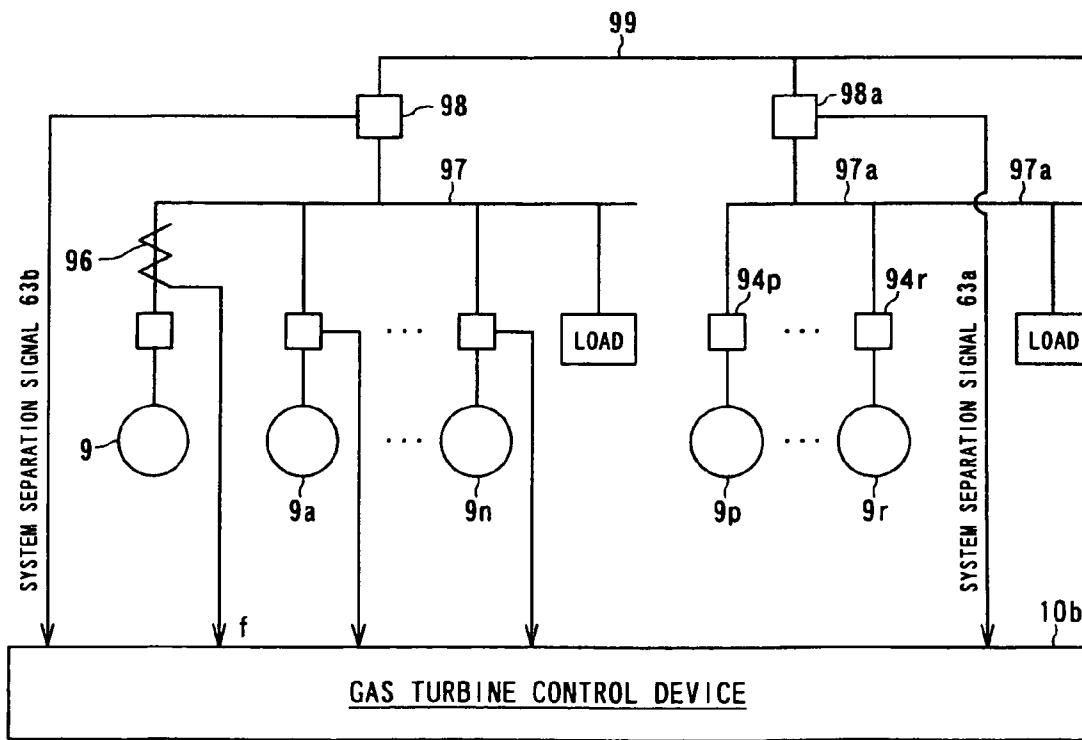 99
98
98a
97
97a
97a
96
94p
94r
LOAD
LOAD
9
9a
9n
9p
9r
...
...
...
...
SYSTEM SEPARATION SIGNAL 63b
SYSTEM SEPARATION SIGNAL 63a
f
10b
GAS TURBINE CONTROL DEVICE